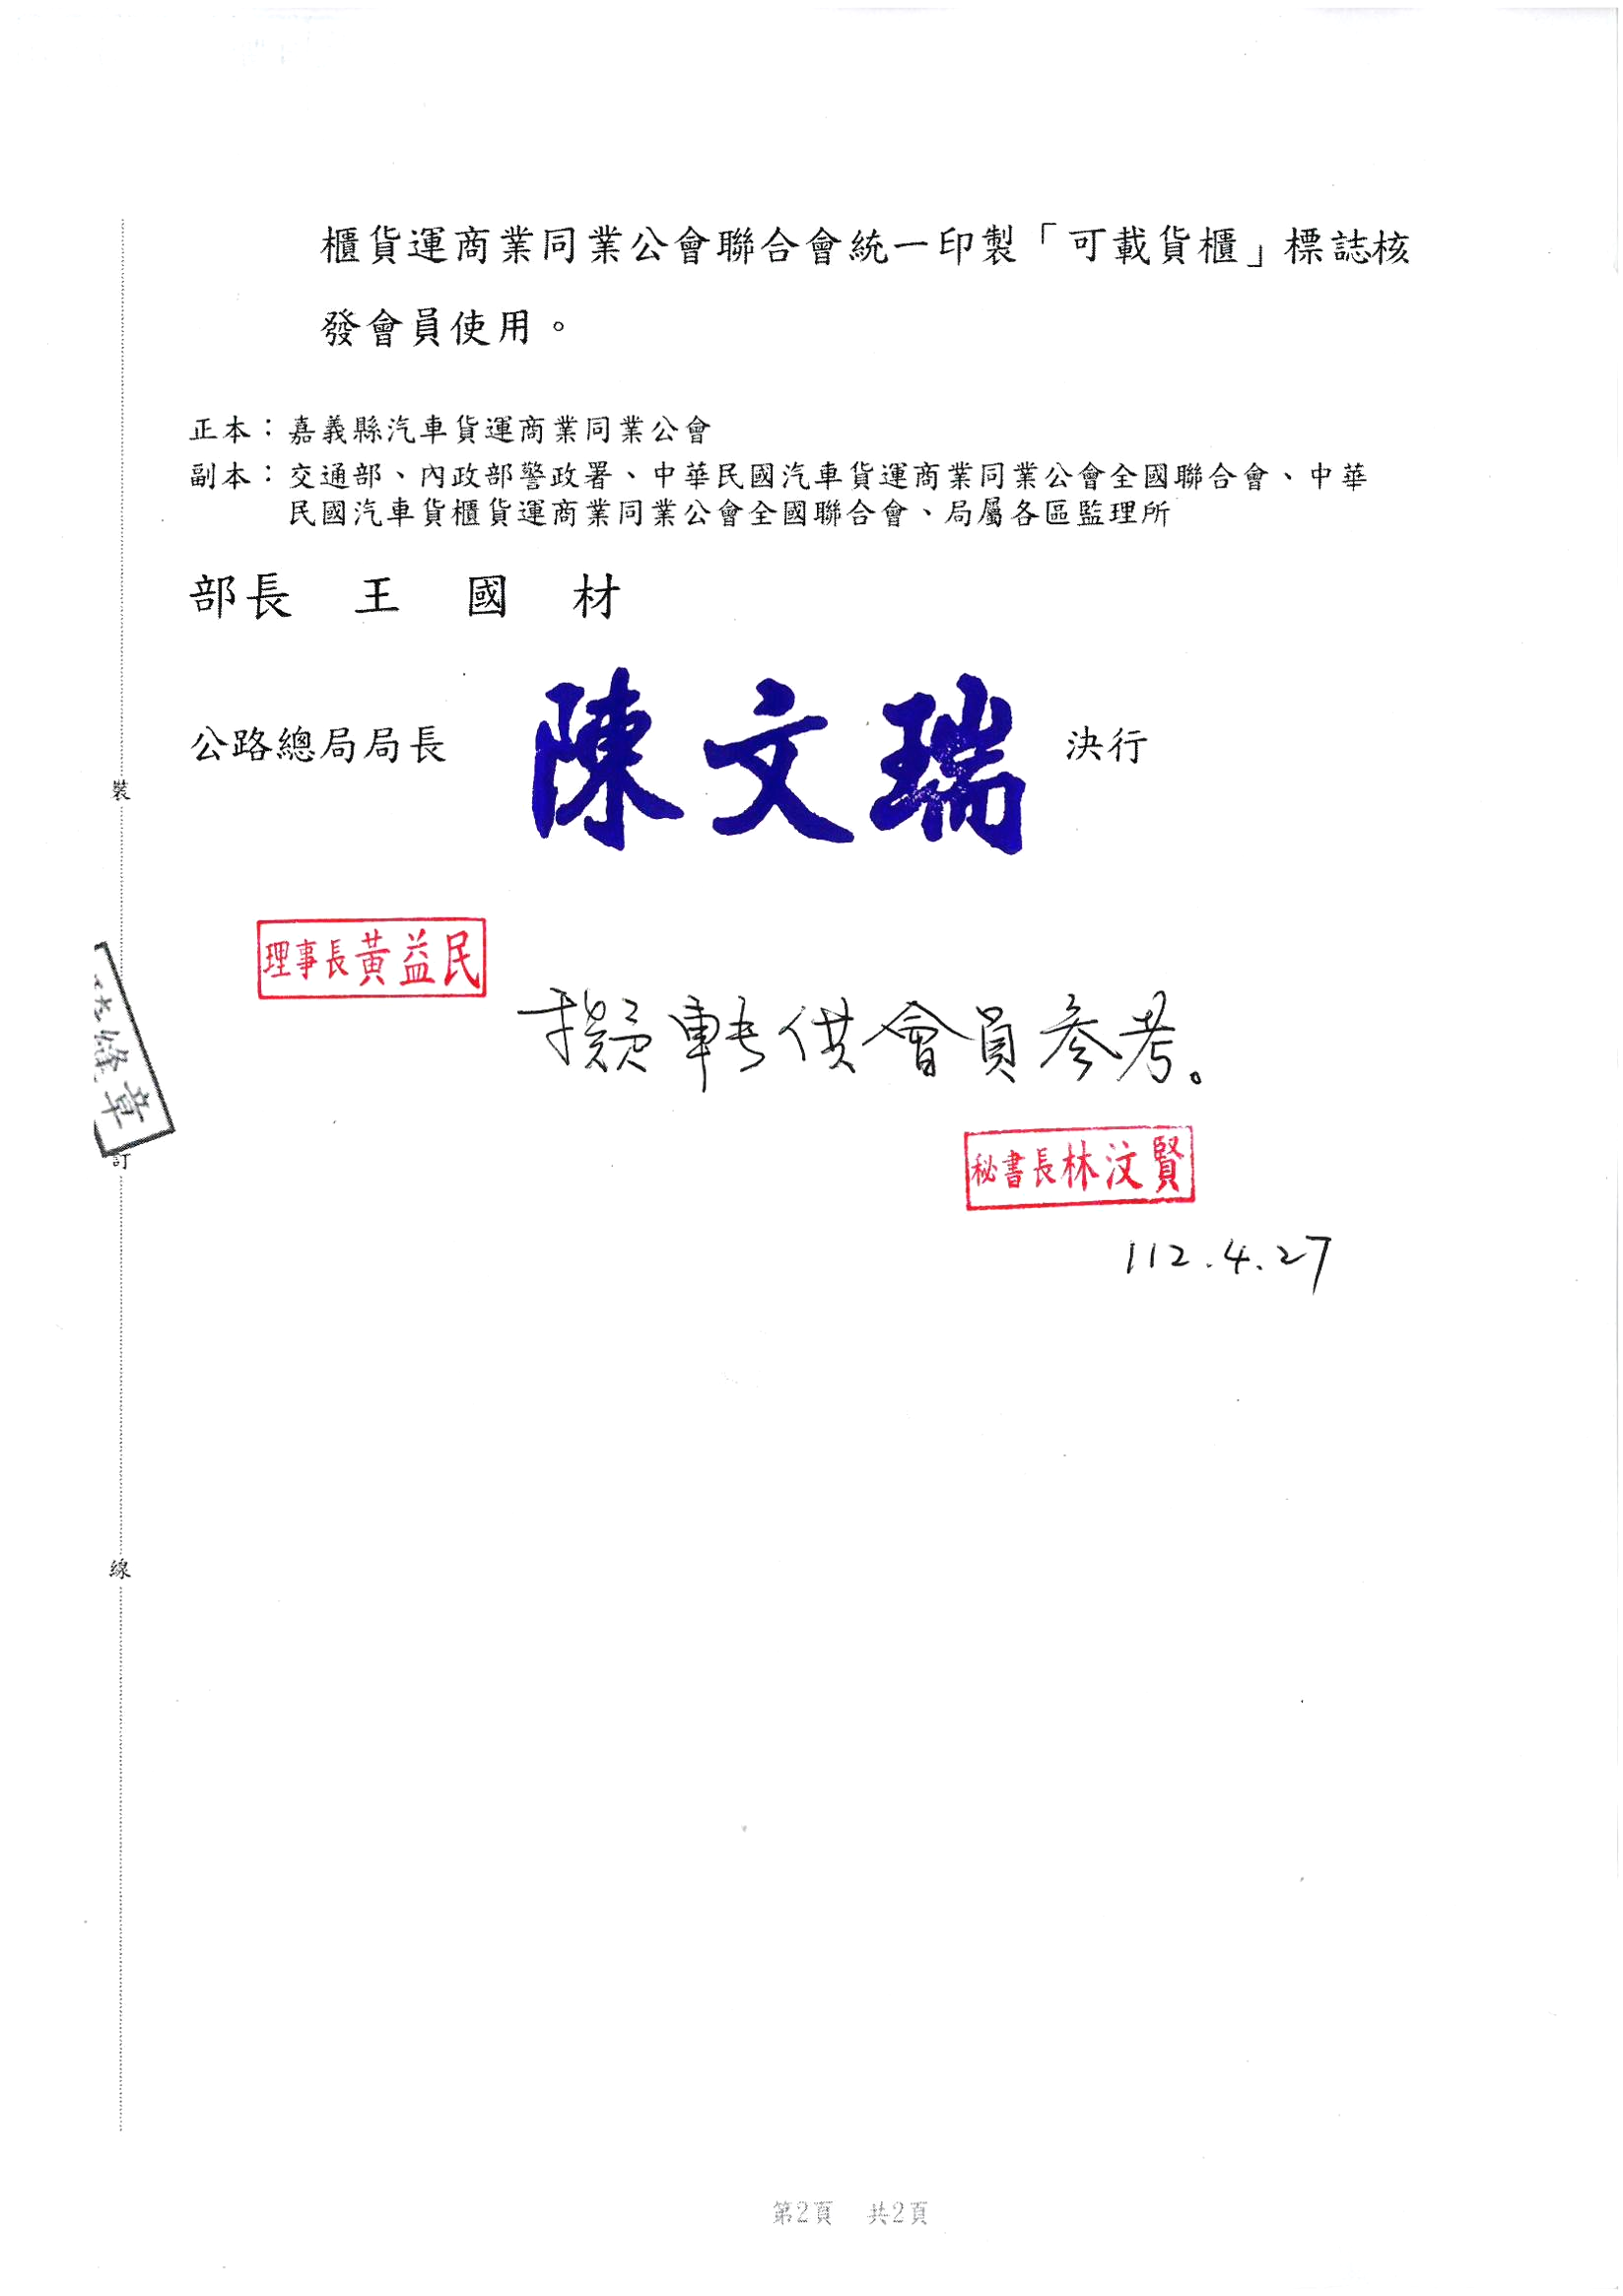 櫃貨運商業同業公會聯合會統一印製「可載貨櫃」標誌核
發會員使用。
正本：嘉義縣汽車貨運商業同業公會
副本：交通部、內政部警政署、中華民國汽車貨運商業同業公會全國聯合會、中華
民國汽車貨櫃貨運商業同業公會全國聯合會、局屬各區監理所
部長 王 國 材
公路總局局長 陳文瑞 決行
裝
理事長黃益民
擬轉供會員參考。
章
訂
秘書長林汶賢
112.4.27
線
第2頁 共2頁